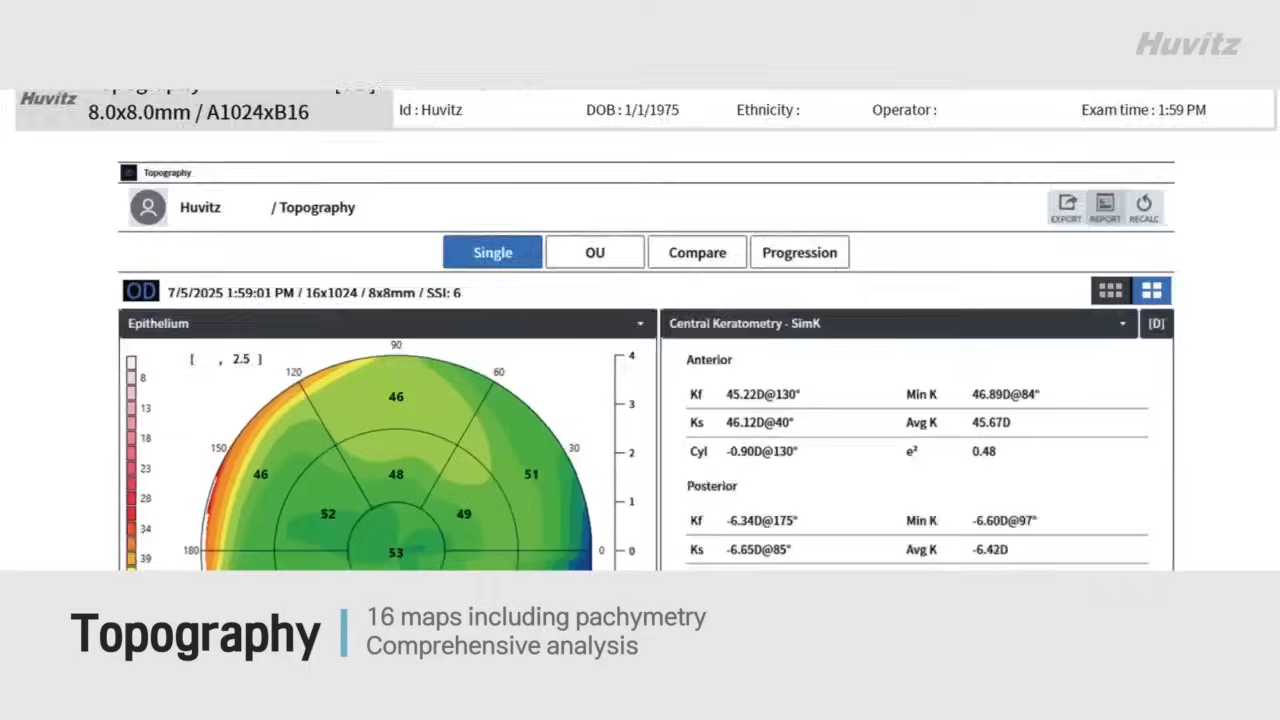 Huvitz
Huvitz
8.0x8.0mm / A1024xB16
Id : Huvitz
DOB : 1/1/1975
Ethnicity :
Operator :
Exam time : 1:59 PM
Topography
Huvitz / Topography
EXPORT REPORT RECALC
Single OU Compare Progression
OD 7/5/2025 1:59:01 PM / 16x1024 / 8x8mm / SSI: 6
Epithelium
[ , 2.5 ]
8
13
18
23
28
34
39
90
120 60
150 30
180 0
46
46 48 51
52 49
53
4
3
2
1
0
Central Keratometry - SimK [D]
Anterior
Kf 45.22D@130° Min K 46.89D@84°
Ks 46.12D@40° Avg K 45.67D
Cyl -0.90D@130° e² 0.48
Posterior
Kf -6.34D@175° Min K -6.60D@97°
Ks -6.65D@85° Avg K -6.42D
Topography
16 maps including pachymetry
Comprehensive analysis